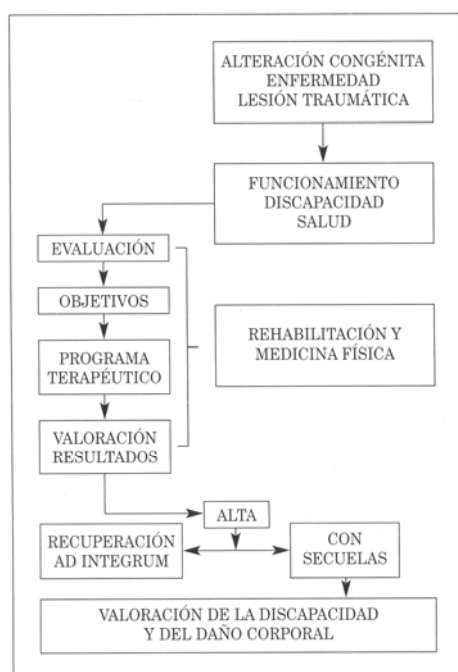 ALTERACIÓN CONGÉNITA
ENFERMEDAD
LESIÓN TRAUMÁTICA
FUNCIONAMIENTO
DISCAPACIDAD
SALUD
EVALUACIÓN
OBJETIVOS
PROGRAMA
TERAPÉUTICO
VALORACIÓN
RESULTADOS
REHABILITACIÓN Y
MEDICINA FÍSICA
ALTA
RECUPERACIÓN
AD INTEGRUM
CON
SECUELAS
VALORACIÓN DE LA DISCAPACIDAD
Y DEL DAÑO CORPORAL